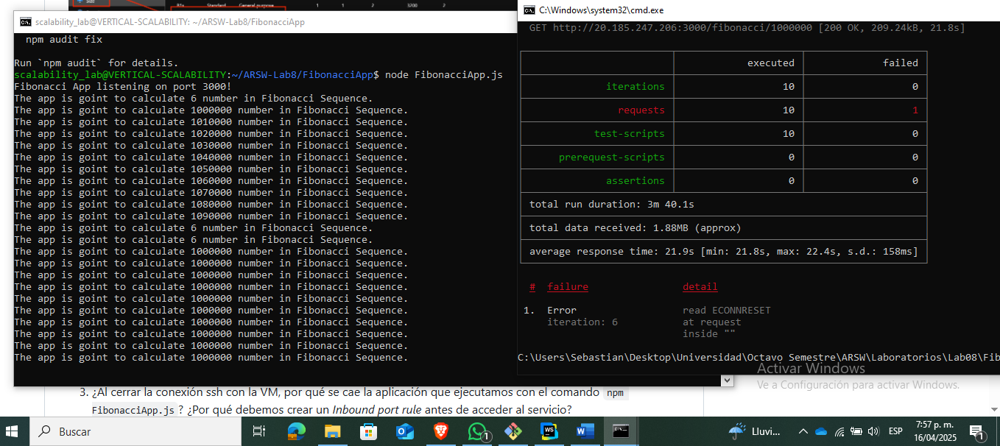 Size
B1s Standard General purpose 1 1 2 3200 2
scalability_lab@VERTICAL-SCALABILITY: ~/ARSW-Lab8/FibonacciApp
npm audit fix
Run `npm audit` for details.
scalability_lab@VERTICAL-SCALABILITY:~/ARSW-Lab8/FibonacciApp$ node FibonacciApp.js
Fibonacci App listening on port 3000!
The app is goint to calculate 6 number in Fibonacci Sequence.
The app is goint to calculate 1000000 number in Fibonacci Sequence.
The app is goint to calculate 1010000 number in Fibonacci Sequence.
The app is goint to calculate 1020000 number in Fibonacci Sequence.
The app is goint to calculate 1030000 number in Fibonacci Sequence.
The app is goint to calculate 1040000 number in Fibonacci Sequence.
The app is goint to calculate 1050000 number in Fibonacci Sequence.
The app is goint to calculate 1060000 number in Fibonacci Sequence.
The app is goint to calculate 1070000 number in Fibonacci Sequence.
The app is goint to calculate 1080000 number in Fibonacci Sequence.
The app is goint to calculate 1090000 number in Fibonacci Sequence.
The app is goint to calculate 6 number in Fibonacci Sequence.
The app is goint to calculate 6 number in Fibonacci Sequence.
The app is goint to calculate 1000000 number in Fibonacci Sequence.
The app is goint to calculate 1000000 number in Fibonacci Sequence.
The app is goint to calculate 1000000 number in Fibonacci Sequence.
The app is goint to calculate 1000000 number in Fibonacci Sequence.
The app is goint to calculate 1000000 number in Fibonacci Sequence.
The app is goint to calculate 1000000 number in Fibonacci Sequence.
The app is goint to calculate 1000000 number in Fibonacci Sequence.
The app is goint to calculate 1000000 number in Fibonacci Sequence.
The app is goint to calculate 1000000 number in Fibonacci Sequence.
The app is goint to calculate 1000000 number in Fibonacci Sequence.
C:\Windows\system32\cmd.exe
GET http://20.185.247.206:3000/fibonacci/1000000 [200 OK, 209.24kB, 21.8s]
executed failed
iterations 10 0
requests 10 1
test-scripts 10 0
prerequest-scripts 0 0
assertions 0 0
total run duration: 3m 40.1s
total data received: 1.88MB (approx)
average response time: 21.9s [min: 21.8s, max: 22.4s, s.d.: 158ms]
# failure detail
1. Error read ECONNRESET
iteration: 6 at request
inside ""
C:\Users\Sebastian\Desktop\Universidad\Octavo Semestre\ARSW\Laboratorios\Lab08\Fib
Activar Windows
Ve a Configuración para activar Windows.
3. ¿Al cerrar la conexión ssh con la VM, por qué se cae la aplicación que ejecutamos con el comando npm
FibonacciApp.js ? ¿Por qué debemos crear un Inbound port rule antes de acceder al servicio?
Buscar
1
WS
W
Lluvi...
ESP
7:57 p. m.
16/04/2025
1